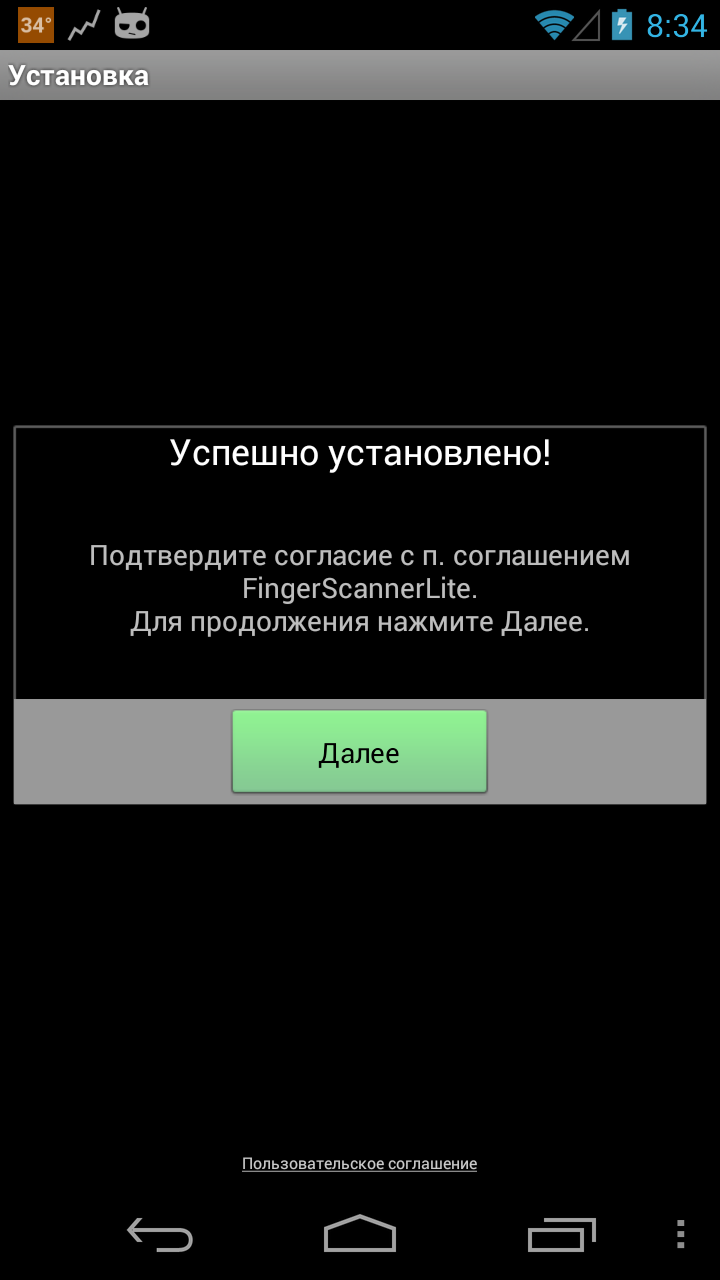 34°
8:34
Установка
Успешно установлено!
Подтвердите согласие с п. соглашением
FingerScannerLite.
Для продолжения нажмите Далее.
Далее
Пользовательское соглашение